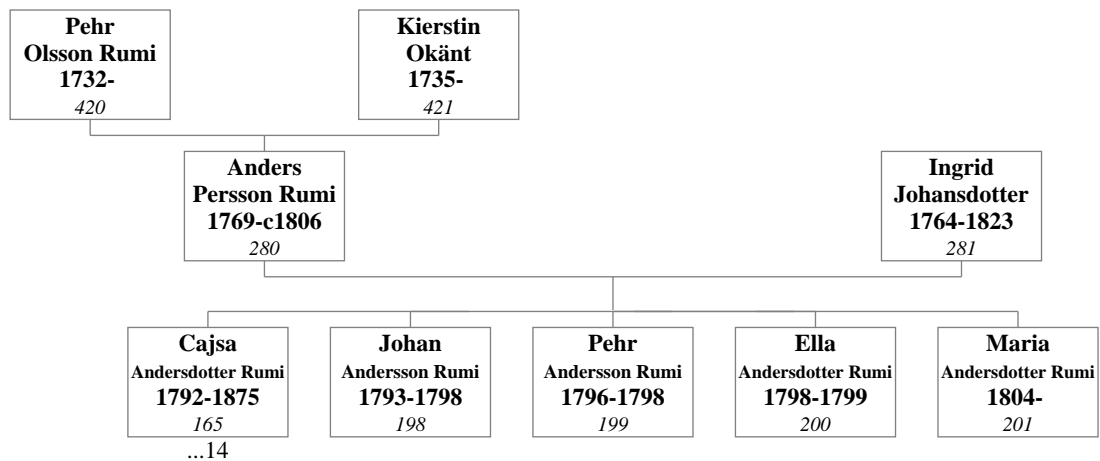 Pehr
Olsson Rumi
1732-
420
Kierstin
Okänt
1735-
421
Anders
Persson Rumi
1769-c1806
280
Ingrid
Johansdotter
1764-1823
281
Cajsa
Andersdotter Rumi
1792-1875
165
...14
Johan
Andersson Rumi
1793-1798
198
Pehr
Andersson Rumi
1796-1798
199
Ella
Andersdotter Rumi
1798-1799
200
Maria
Andersdotter Rumi
1804-
201